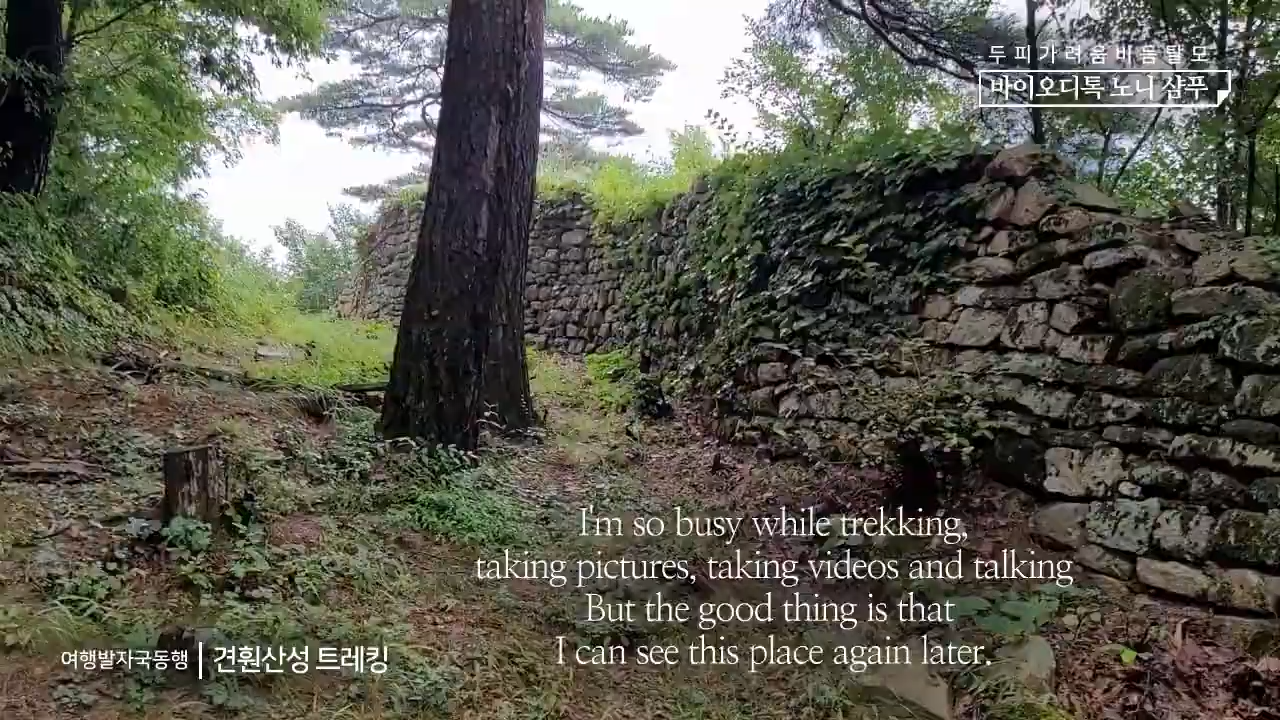 두피가려움비듬탈모
바이오디톡 노니 샴푸
I'm so busy while trekking,
taking pictures, taking videos and talking
But the good thing is that
I can see this place again later.
여행발자국동행 | 견훤산성 트레킹